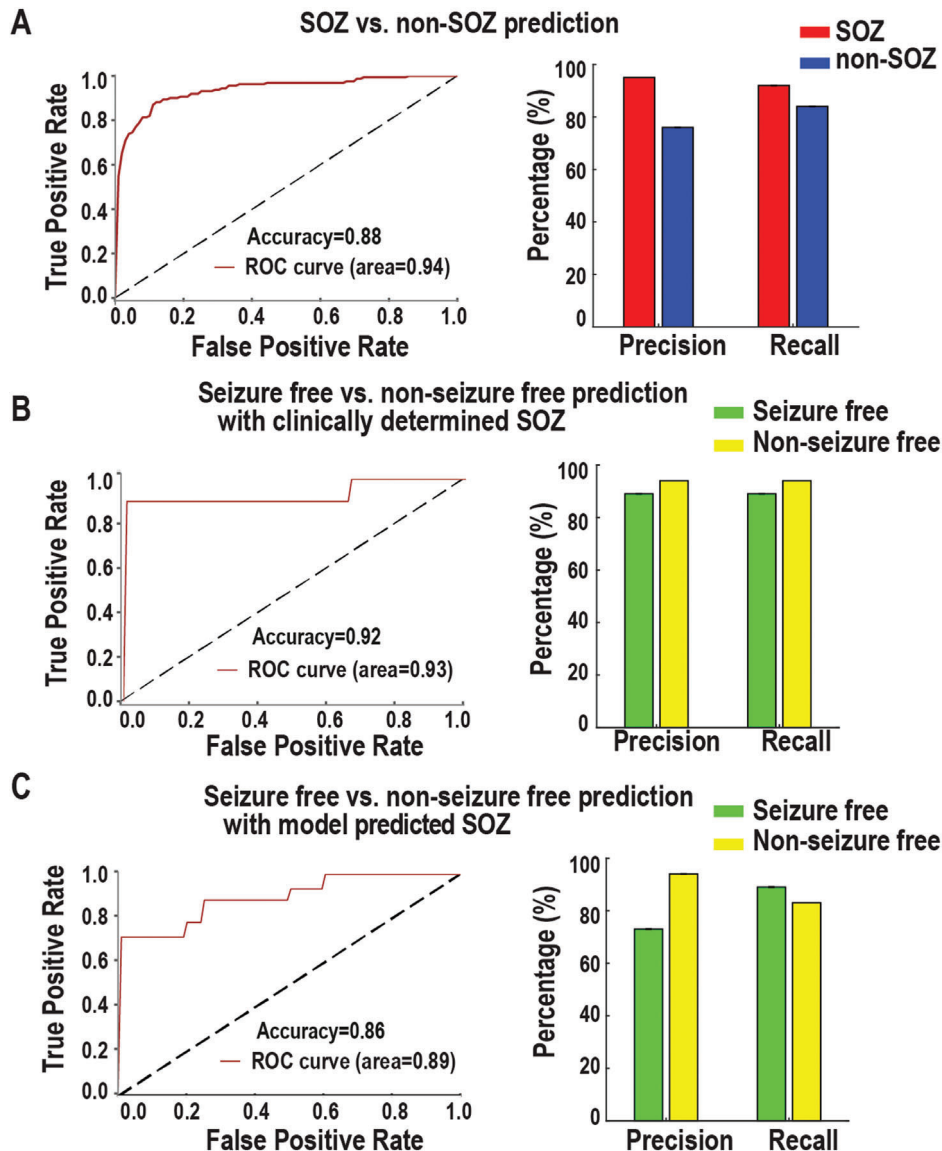 A
SOZ vs. non-SOZ prediction
SOZ
non-SOZ
True Positive Rate
1.0
0.8
0.6
0.4
0.2
0.0
Accuracy=0.88
ROC curve (area=0.94)
0.0 0.2 0.4 0.6 0.8 1.0
False Positive Rate
Percentage (%)
100
80
60
40
20
0
Precision Recall
B
Seizure free vs. non-seizure free prediction
with clinically determined SOZ
Seizure free
Non-seizure free
True Positive Rate
1.0
0.8
0.6
0.4
0.2
0.0
Accuracy=0.92
ROC curve (area=0.93)
0.0 0.2 0.4 0.6 0.8 1.0
False Positive Rate
Percentage (%)
100
80
60
40
20
0
Precision Recall
C
Seizure free vs. non-seizure free prediction
with model predicted SOZ
Seizure free
Non-seizure free
True Positive Rate
1.0
0.8
0.6
0.4
0.2
0.0
Accuracy=0.86
ROC curve (area=0.89)
0.0 0.2 0.4 0.6 0.8 1.0
False Positive Rate
Percentage (%)
100
80
60
40
20
0
Precision Recall